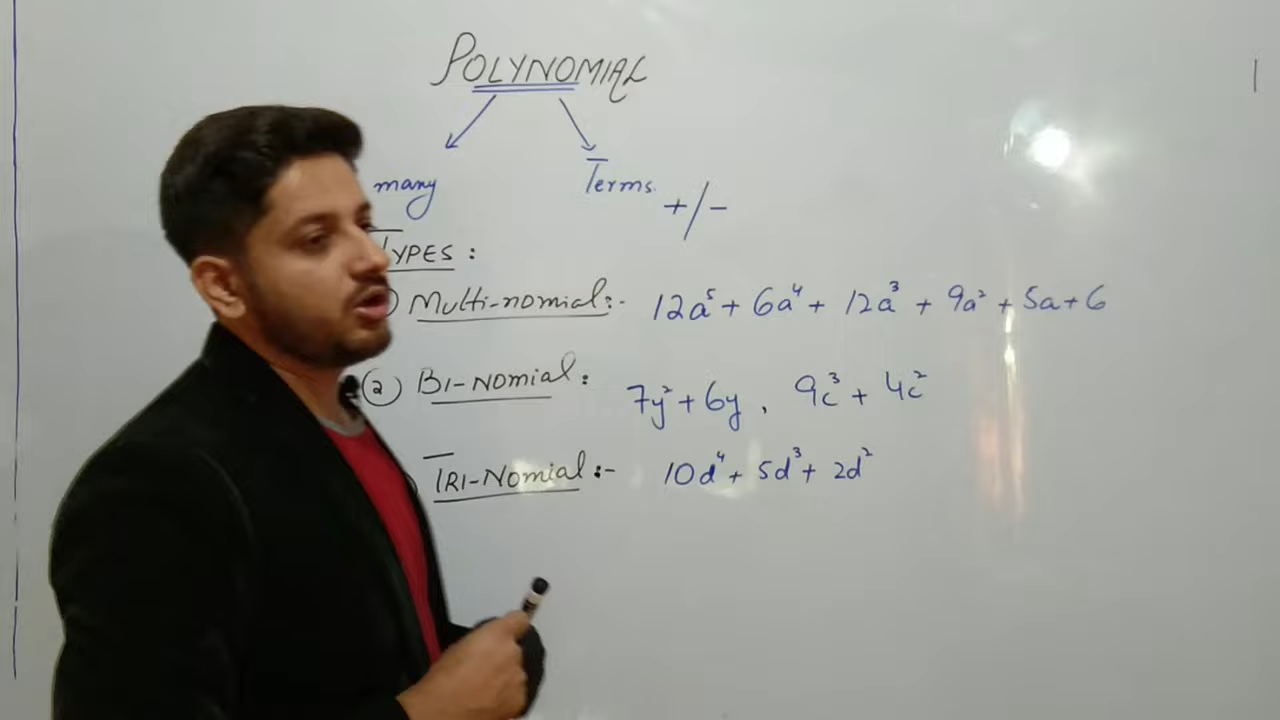 POLYNOMIAL
many Terms. +/-
TYPES :
) Multi-nomial:- 12a⁵ + 6a⁴ + 12a³ + 9a² + 5a + 6
(2) BI-NOMIAL: 7y² + 6y , 9c³ + 4c²
) TRI-NOMIAL:- 10d⁴ + 5d³ + 2d²